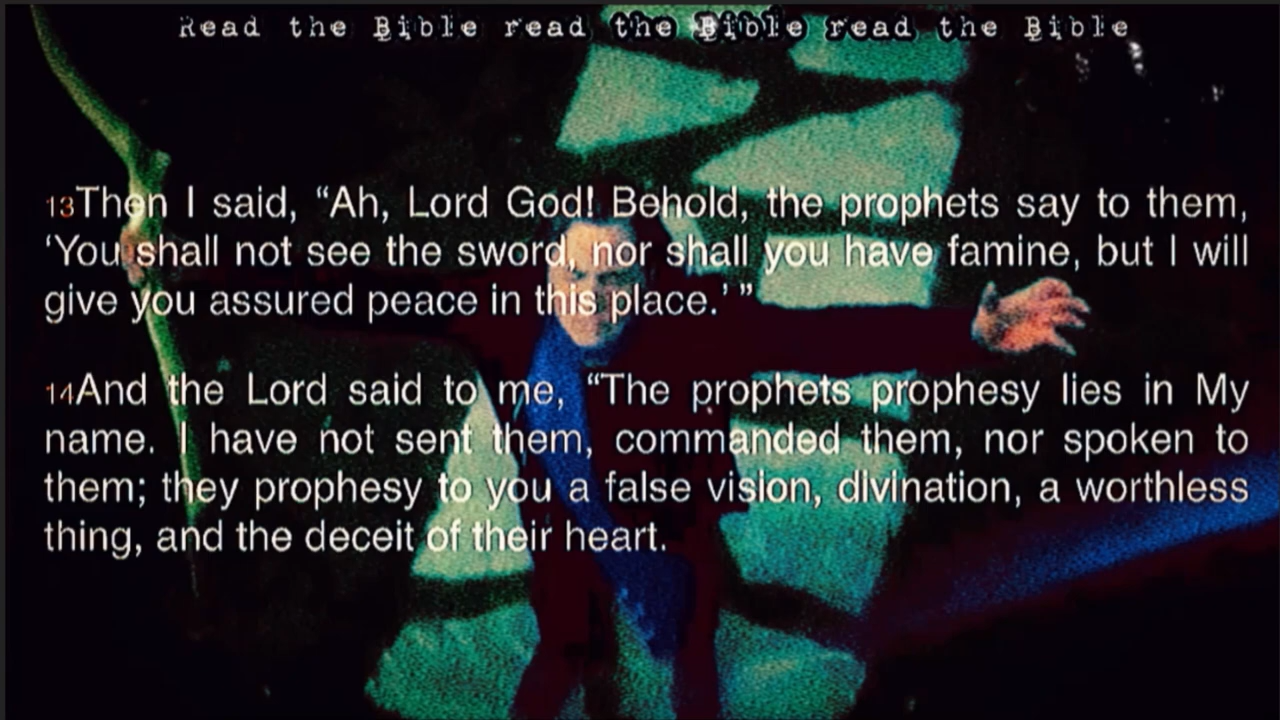 Read the Bible read the Bible read the Bible
13Then I said, “Ah, Lord God! Behold, the prophets say to them,
‘You shall not see the sword, nor shall you have famine, but I will
give you assured peace in this place.’ ”
14And the Lord said to me, “The prophets prophesy lies in My
name. I have not sent them, commanded them, nor spoken to
them; they prophesy to you a false vision, divination, a worthless
thing, and the deceit of their heart.